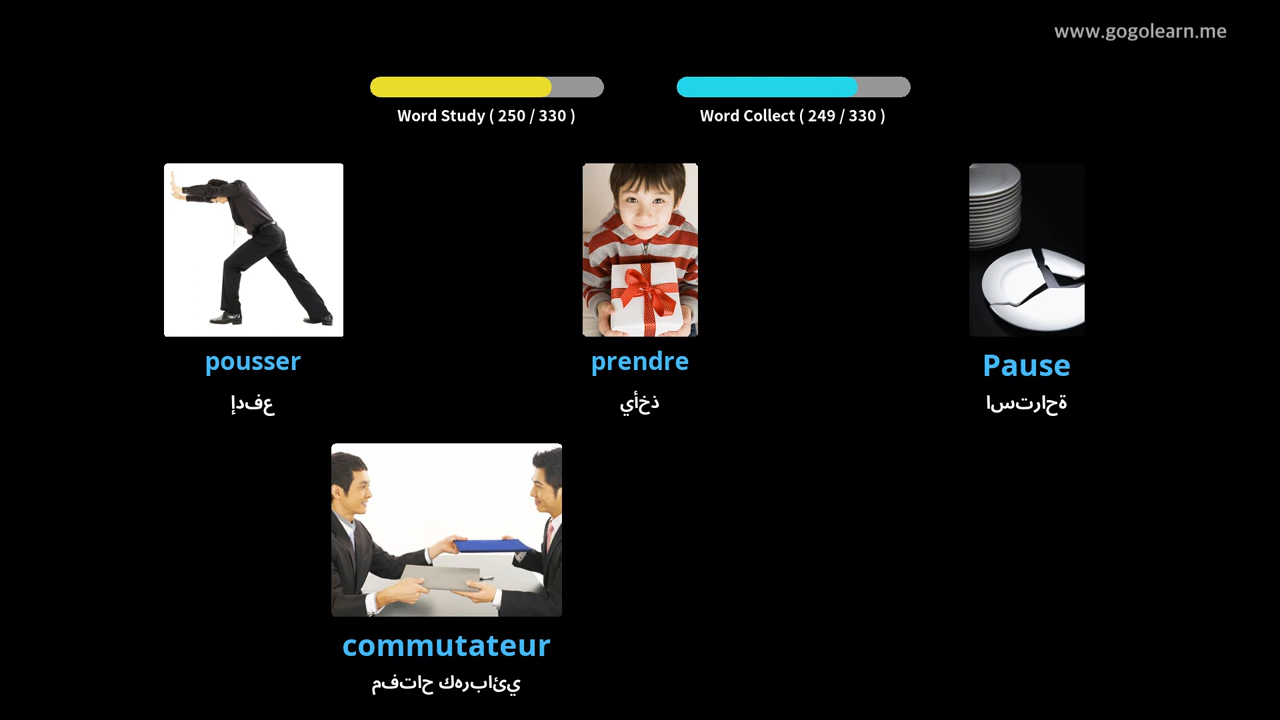 www.gogolearn.me
Word Study ( 250 / 330 )
Word Collect ( 249 / 330 )
pousser
إدفع
prendre
يأخذ
Pause
استراحة
commutateur
مفتاح كهربائي